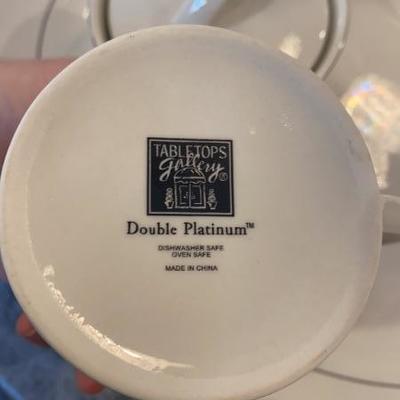 TABLETOPS
gallery®
Double Platinum™
DISHWASHER SAFE
OVEN SAFE
MADE IN CHINA